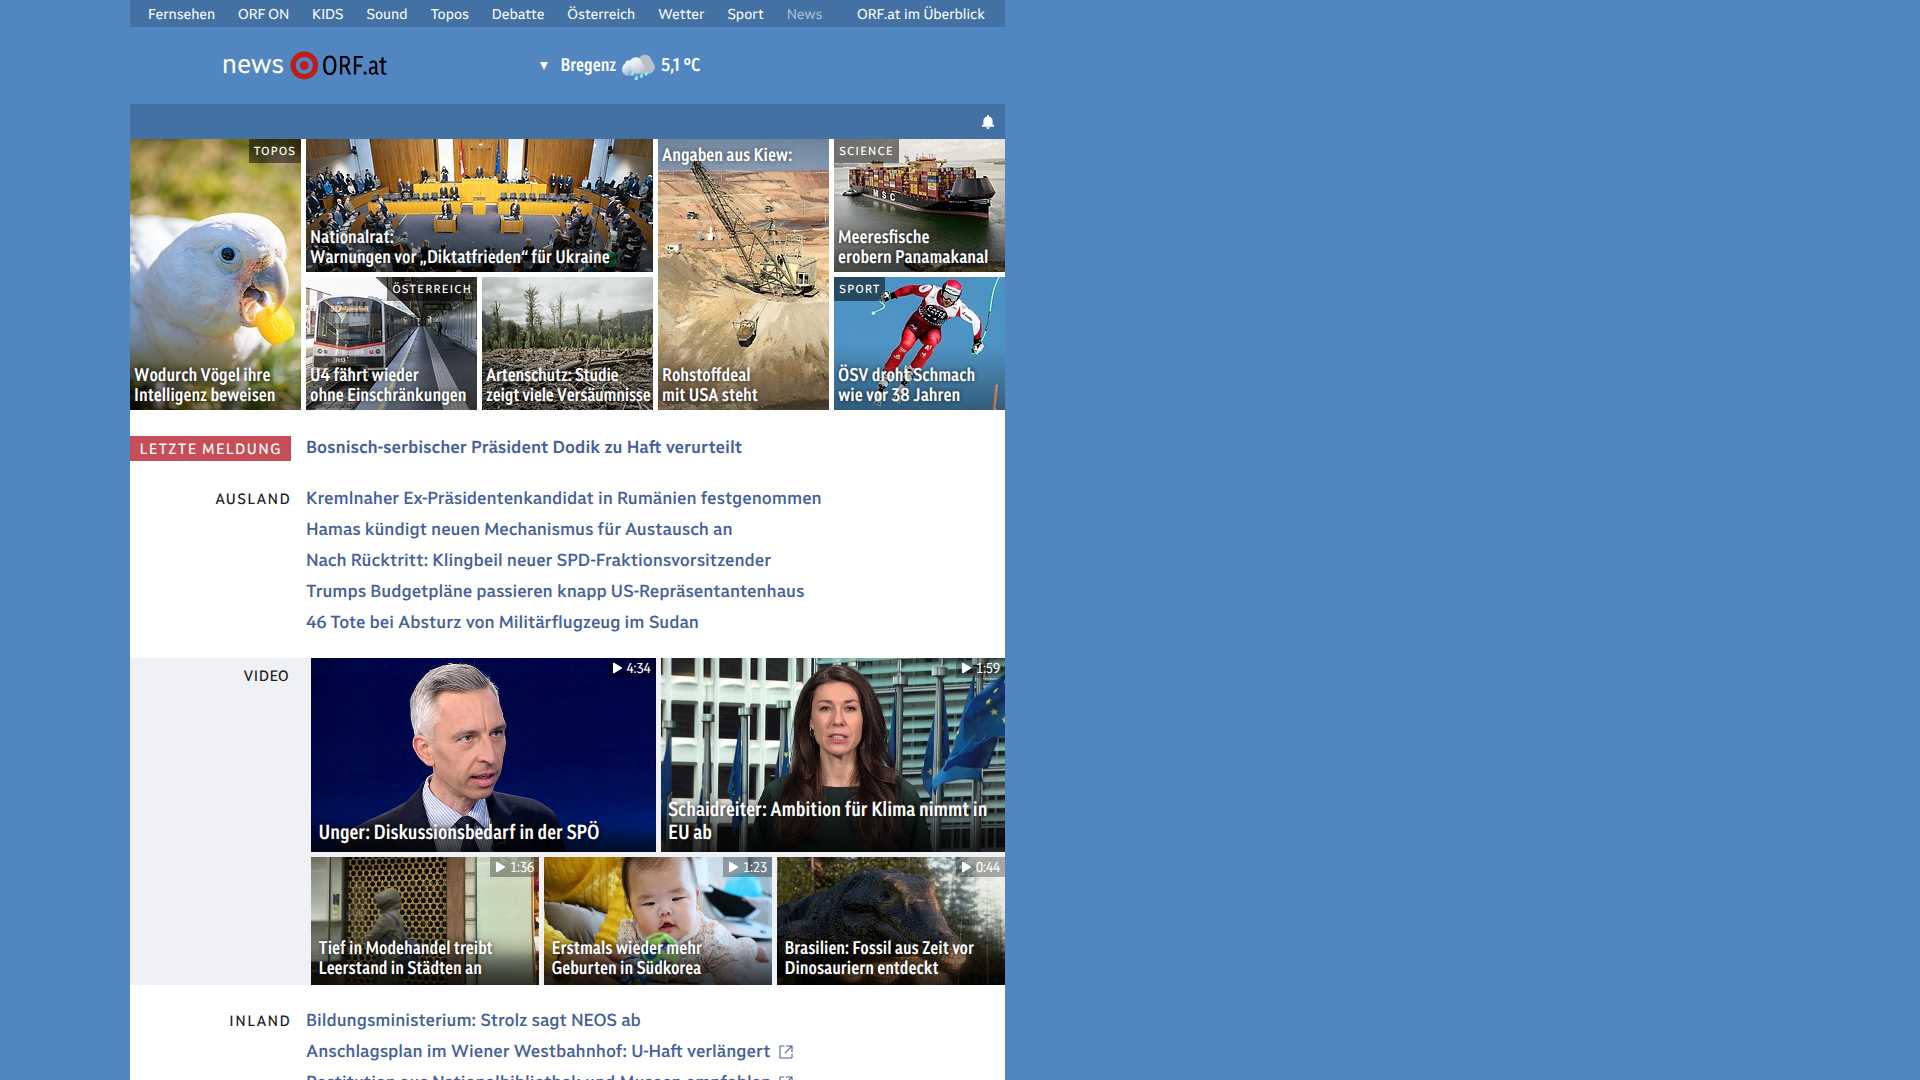 Fernsehen ORF ON KIDS Sound Topos Debatte Österreich Wetter Sport News ORF.at im Überblick
news ORF.at
Bregenz 5,1 °C
TOPOS
Wodurch Vögel ihre
Intelligenz beweisen
Nationalrat:
Warnungen vor „Diktatfrieden“ für Ukraine
ÖSTERREICH
U4 fährt wieder
ohne Einschränkungen
Artenschutz: Studie
zeigt viele Versäumnisse
Angaben aus Kiew:
Rohstoffdeal
mit USA steht
SCIENCE
MSC
Meeresfische
erobern Panamakanal
SPORT
ÖSV droht Schmach
wie vor 38 Jahren
LETZTE MELDUNG
Bosnisch-serbischer Präsident Dodik zu Haft verurteilt
AUSLAND
Kremlnaher Ex-Präsidentenkandidat in Rumänien festgenommen
Hamas kündigt neuen Mechanismus für Austausch an
Nach Rücktritt: Klingbeil neuer SPD-Fraktionsvorsitzender
Trumps Budgetpläne passieren knapp US-Repräsentantenhaus
46 Tote bei Absturz von Militärflugzeug im Sudan
VIDEO
4:34
Unger: Diskussionsbedarf in der SPÖ
1:59
Schaidreiter: Ambition für Klima nimmt in
EU ab
1:36
Tief in Modehandel treibt
Leerstand in Städten an
1:23
Erstmals wieder mehr
Geburten in Südkorea
0:44
Brasilien: Fossil aus Zeit vor
Dinosauriern entdeckt
INLAND
Bildungsministerium: Strolz sagt NEOS ab
Anschlagsplan im Wiener Westbahnhof: U-Haft verlängert